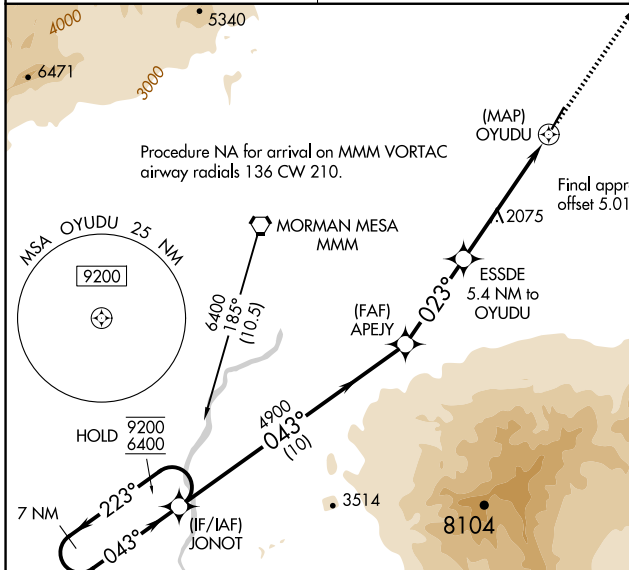 4000
5340
6471
3000
(MAP)
OYUDU
Procedure NA for arrival on MMM VORTAC
airway radials 136 CW 210.
Final appr
offset 5.01
MSA OYUDU 25 NM
9200
MORMAN MESA
MMM
2075
ESSDE
5.4 NM to
OYUDU
023°
(FAF)
APEJY
6400
185°
(10.5)
4900
043°
(10)
HOLD
9200
6400
7 NM
223°
043°
(IF/IAF)
JONOT
3514
8104